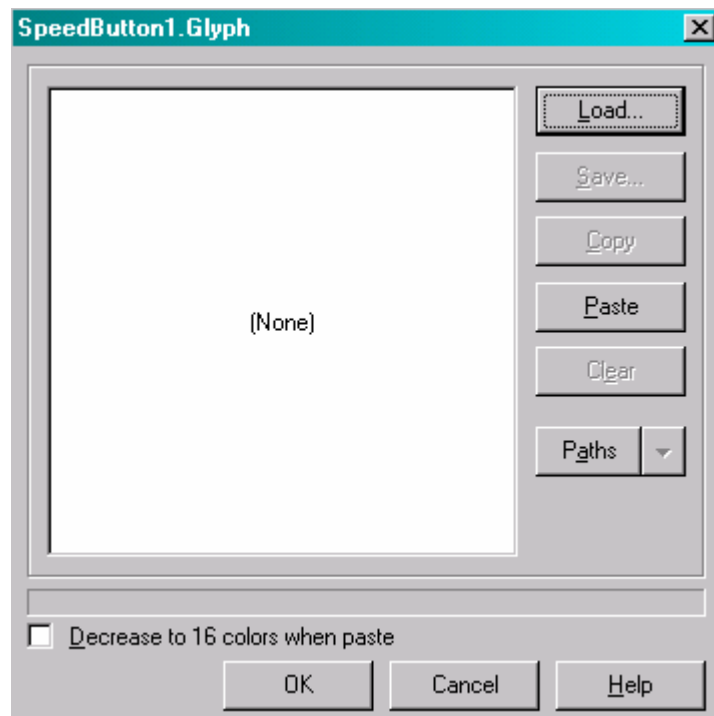 SpeedButton1.Glyph
Load...
Save...
Copy
Paste
(None)
Clear
Paths
Decrease to 16 colors when paste
OK Cancel Help